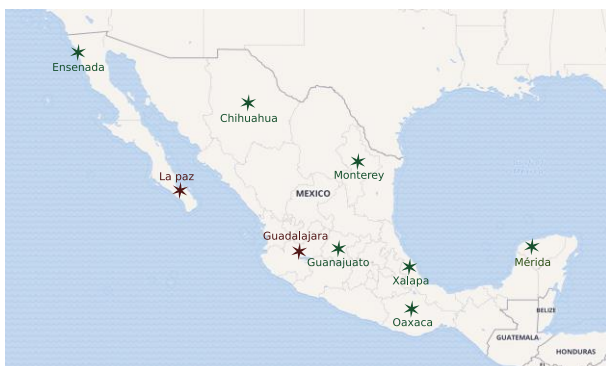 Ensenada
Chihuahua
Monterey
La paz
MEXICO
Guadalajara
Guanajuato
Mérida
Xalapa
Oaxaca
BELIZE
GUATEMALA
HONDURAS